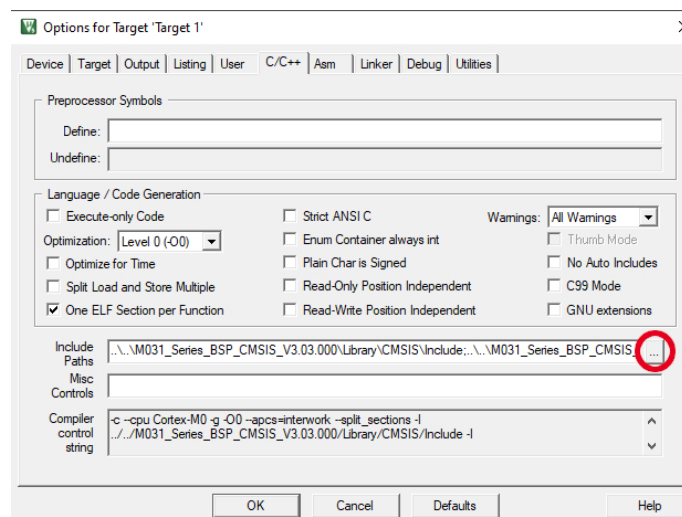 Options for Target 'Target 1'
Device Target Output Listing User C/C++ Asm Linker Debug Utilities
Preprocessor Symbols
Define:
Undefine:
Language / Code Generation
Execute-only Code
Strict ANSI C
Warnings: All Warnings
Optimization: Level 0 (-O0)
Enum Container always int
Thumb Mode
Optimize for Time
Plain Char is Signed
No Auto Includes
Split Load and Store Multiple
Read-Only Position Independent
C99 Mode
One ELF Section per Function
Read-Write Position Independent
GNU extensions
Include Paths
..\..\M031_Series_BSP_CMSIS_V3.03.000\Library\CMSIS\Include;..\..\M031_Series_BSP_CMSIS_ ...
Misc Controls
Compiler control string
-c --cpu Cortex-M0 -g -O0 --apcs=interwork --split_sections -I
../../M031_Series_BSP_CMSIS_V3.03.000/Library/CMSIS/Include -I
OK Cancel Defaults Help